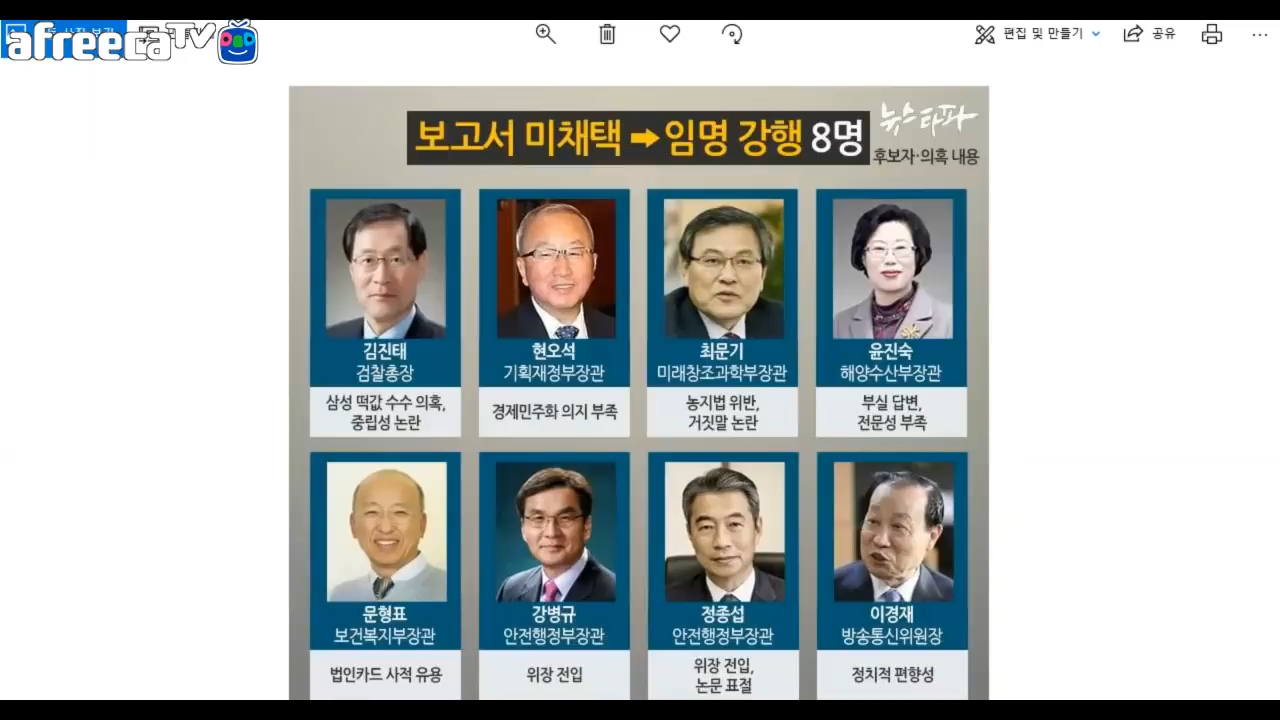 afreecaTV
편집 및 만들기
공유
뉴스타파
보고서 미채택 ➡ 임명 강행 8명
후보자·의혹 내용
김진태
검찰총장
삼성 떡값 수수 의혹,
중립성 논란
현오석
기획재정부장관
경제민주화 의지 부족
최문기
미래창조과학부장관
농지법 위반,
거짓말 논란
윤진숙
해양수산부장관
부실 답변,
전문성 부족
문형표
보건복지부장관
법인카드 사적 유용
강병규
안전행정부장관
위장 전입
정종섭
안전행정부장관
위장 전입,
논문 표절
이경재
방송통신위원장
정치적 편향성